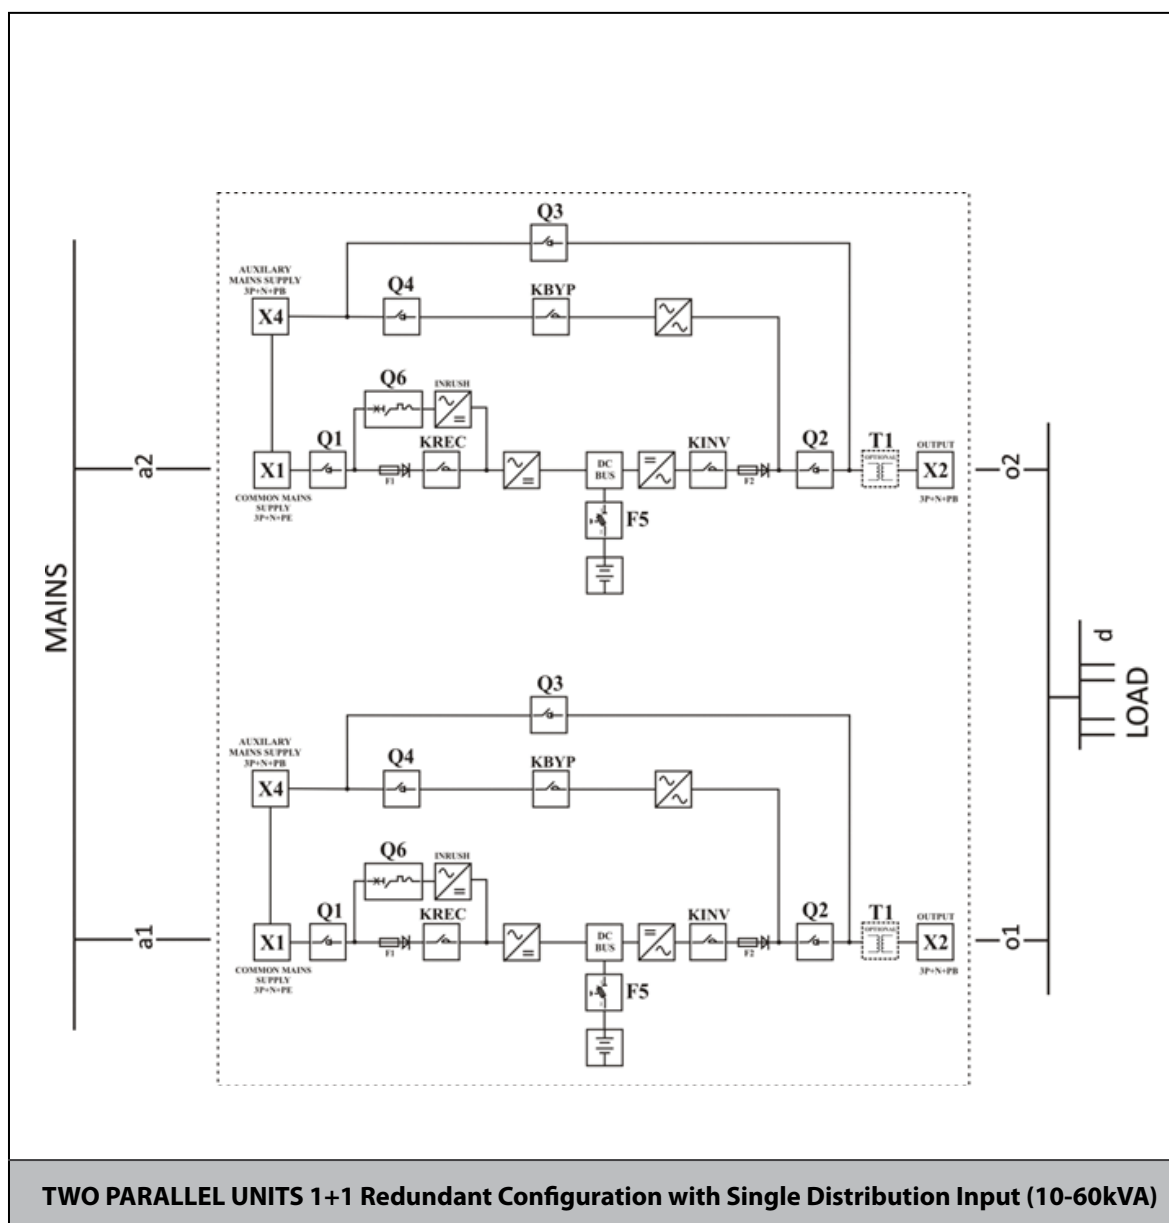 Q3
AUXILARY
MAINS SUPPLY
3P+N+PB
Q4
KBYP
X4
Q6
INRUSH
Q1
KREC
KINV
Q2
T1
OUTPUT
OPTIONAL
X1
F1
DC
BUS
F2
X2
COMMON MAINS
SUPPLY
3P+N+PE
3P+N+PB
F5
a2
o2
MAINS
d
LOAD
Q3
AUXILARY
MAINS SUPPLY
3P+N+PB
Q4
KBYP
X4
Q6
INRUSH
Q1
KREC
KINV
Q2
T1
OUTPUT
OPTIONAL
X1
F1
DC
BUS
F2
X2
COMMON MAINS
SUPPLY
3P+N+PE
3P+N+PB
F5
a1
o1
TWO PARALLEL UNITS 1+1 Redundant Configuration with Single Distribution Input (10-60kVA)